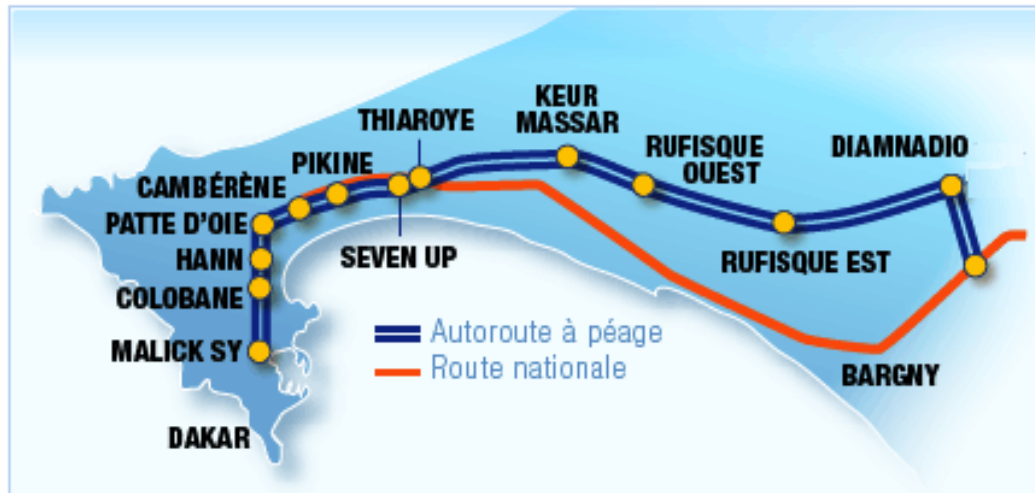 KEUR
MASSAR
THIAROYE
RUFISQUE
OUEST
DIAMNADIO
PIKINE
CAMBÉRÈNE
PATTE D'OIE
HANN
SEVEN UP
RUFISQUE EST
COLOBANE
MALICK SY
Autoroute à péage
Route nationale
BARGNY
DAKAR